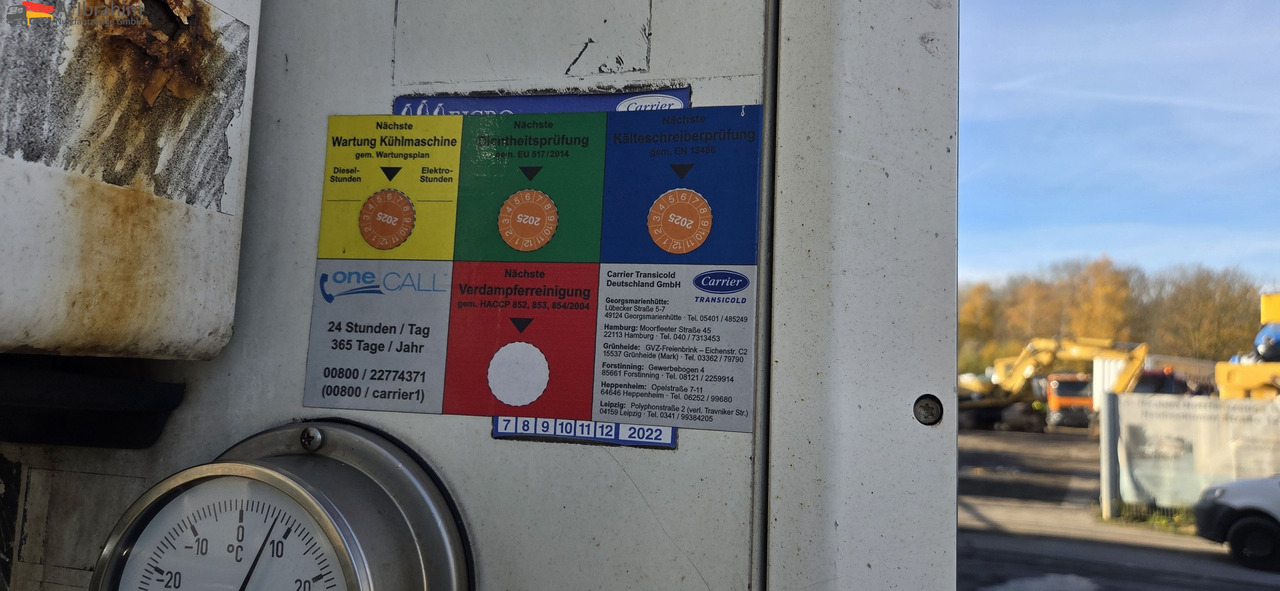 Nächste
Wartung Kühlmaschine
gem. Wartungsplan
Diesel-
Stunden
Elektro-
Stunden
2025
Nächste
Dichtheitsprüfung
gem. EU 517/2014
2025
Nächste
Kälteschreiberprüfung
gem. EN 13486
2025
Carrier
one CALL
24 Stunden / Tag
365 Tage / Jahr
00800 / 22774371
(00800 / carrier1)
Nächste
Verdampferreinigung
gem. HACCP 852, 853, 854/2004
Carrier Transicold
Deutschland GmbH
Carrier
TRANSICOLD
Georgsmarienhütte:
Lübecker Straße 5-7
49124 Georgsmarienhütte · Tel. 05401 / 485249
Hamburg: Moorfleeter Straße 45
22113 Hamburg · Tel. 040 / 7313453
Grünheide: GVZ-Freienbrink – Eichenstr. C2
15537 Grünheide (Mark) · Tel. 03362 / 79790
Forstinning: Gewerbebogen 4
85661 Forstinning · Tel. 08121 / 2259914
Heppenheim: Opelstraße 7-11
64646 Heppenheim · Tel. 06252 / 99680
Leipzig: Polyphonstraße 2 (verl. Travniker Str.)
04159 Leipzig · Tel. 0341 / 99384205
7 8 9 10 11 12 2022
-20 -10 0 10 20
°C